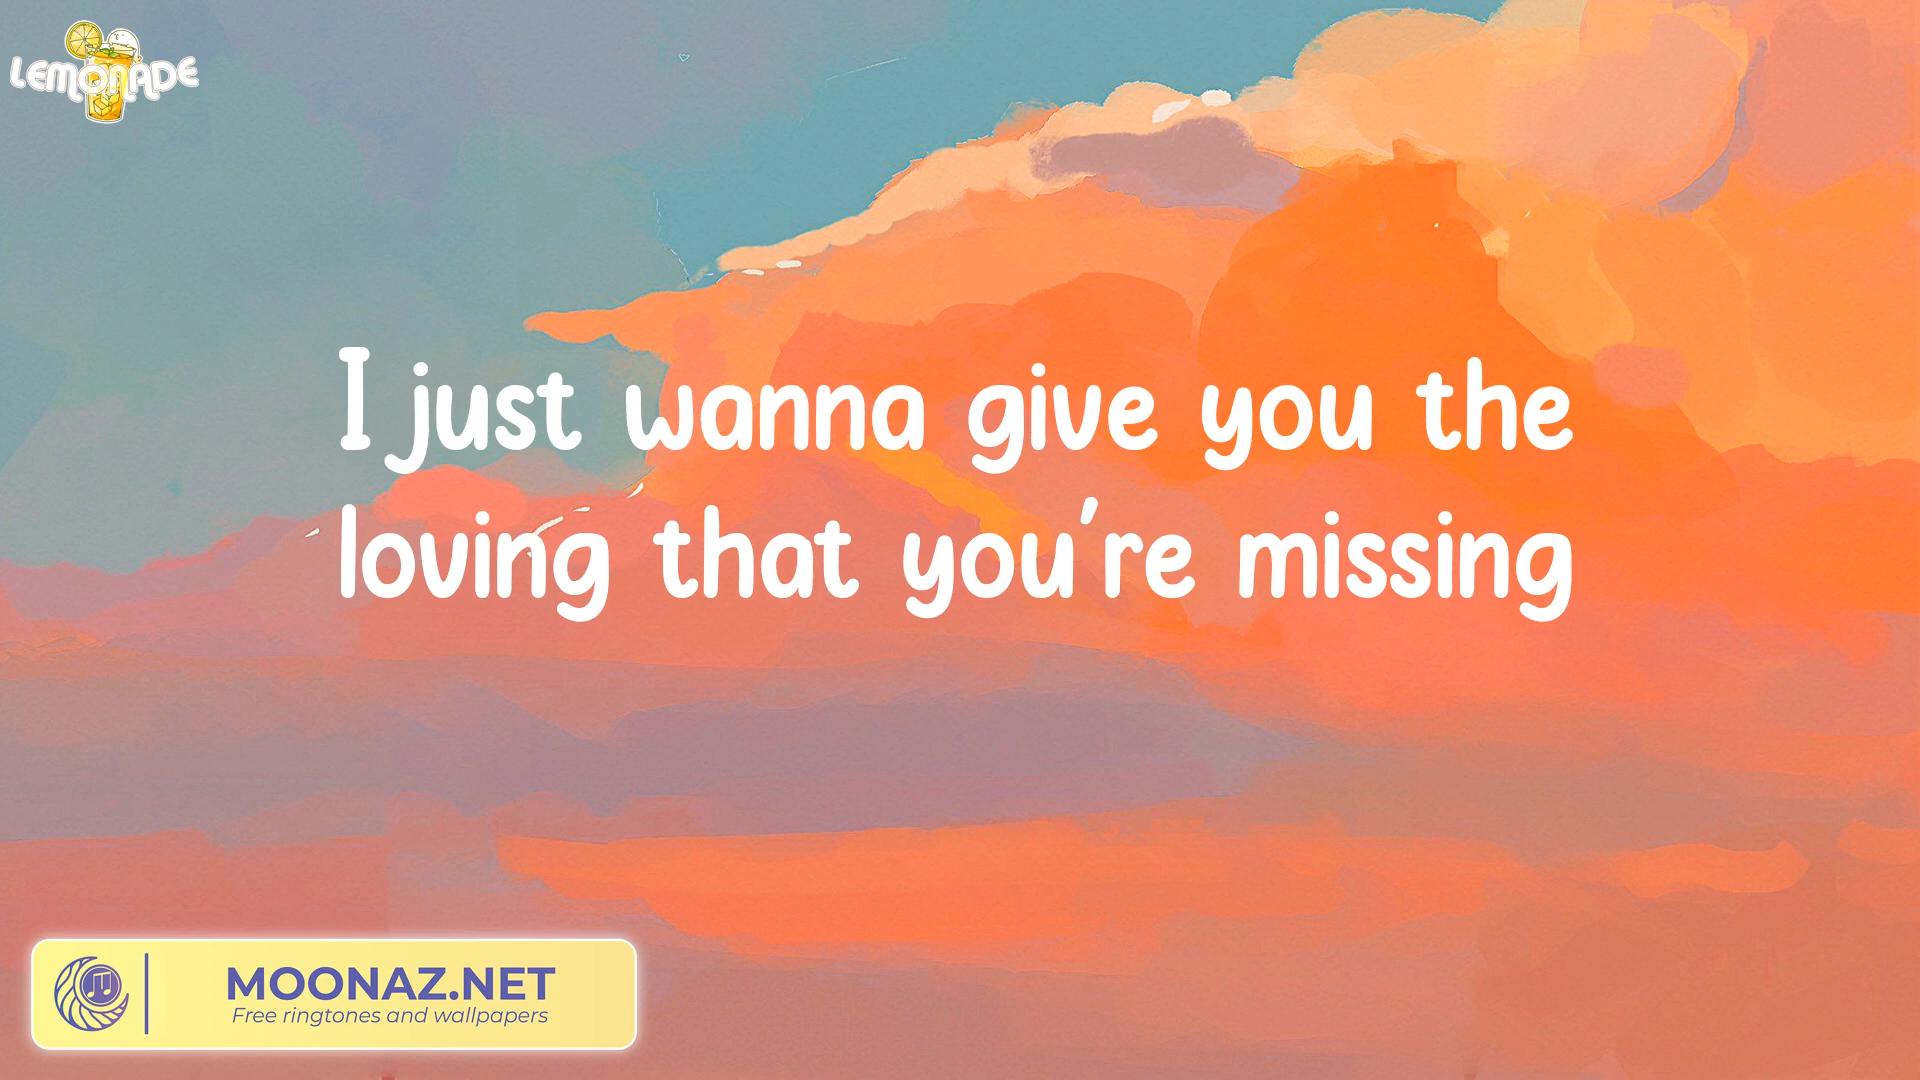 LEMONADE
I just wanna give you the
loving that you're missing
MOONAZ.NET
Free ringtones and wallpapers